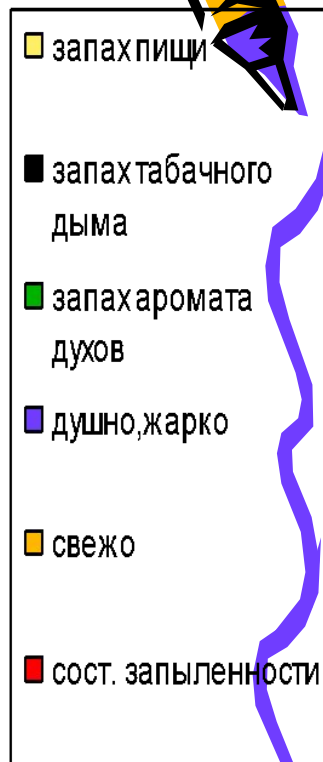 запах пищи
запах табачного
дыма
запах аромата
духов
душно,жарко
свежо
сост. запыленности